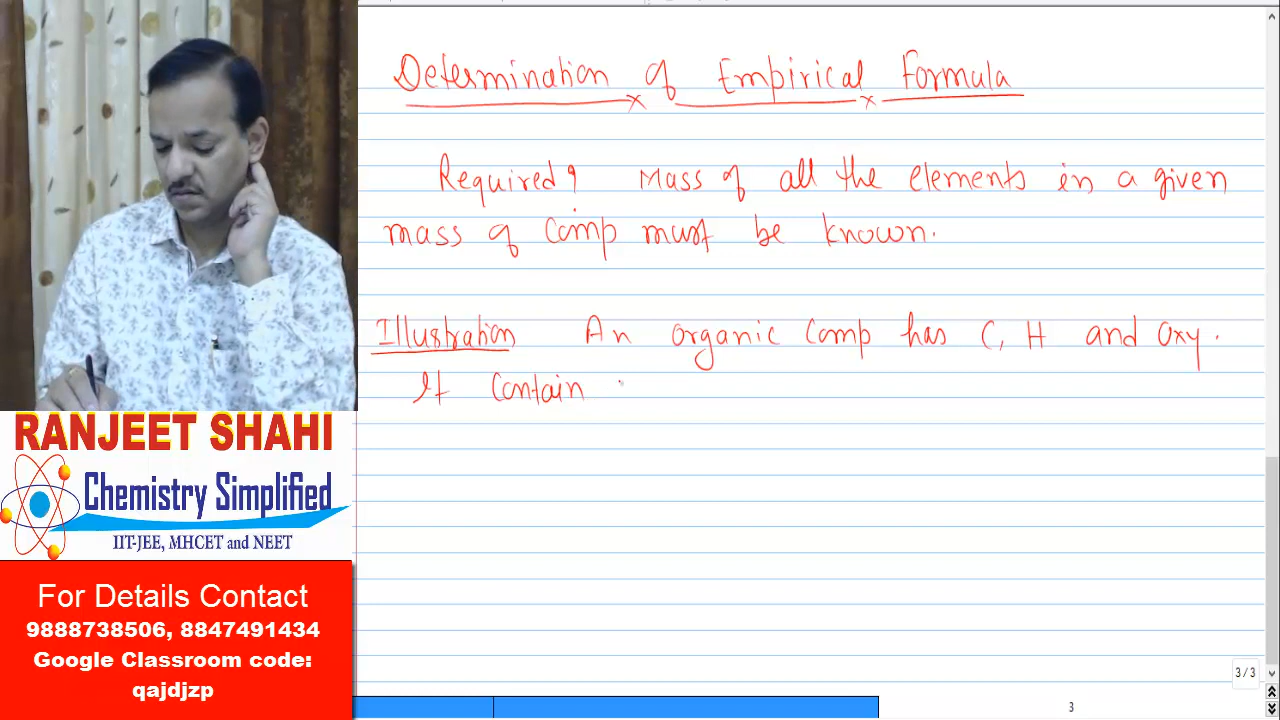 Determination of Empirical Formula
Required? Mass of all the elements in a given
mass of Comp must be known.
Illustration An organic Comp has C, H and Oxy.
It Contain
RANJEET SHAHI
Chemistry Simplified
IIT-JEE, MHCET and NEET
For Details Contact
9888738506, 8847491434
Google Classroom code:
qajdjzp
3/3
3